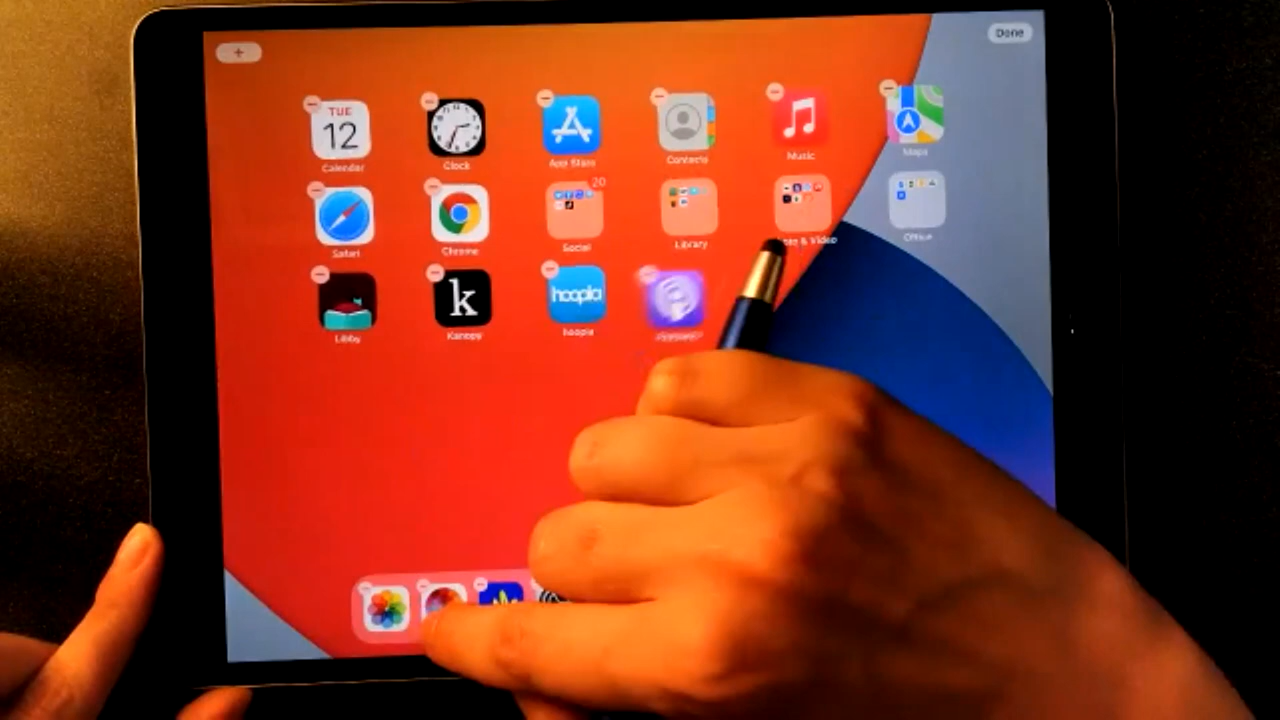 +
Done
TUE
12
Calendar
Clock
App Store
Contacts
Music
Maps
Safari
Chrome
20
Social
Library
& Video
Office
Libby
k
Kanopy
hoopla
hoopla